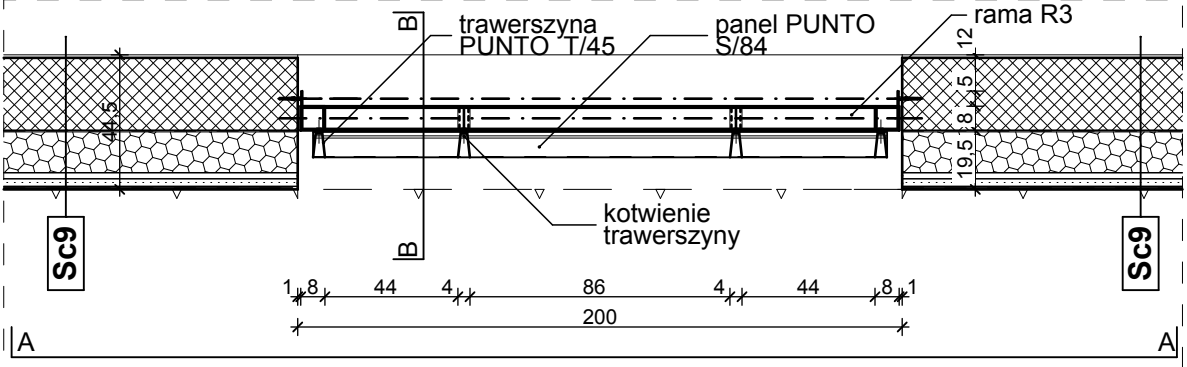 B
trawerszyna
PUNTO T/45
panel PUNTO
S/84
rama R3
12
5
8
19,5
44,5
Sc9
B
kotwienie
trawerszyny
Sc9
1 8 44 4 86 4 44 8 1
200
A
A